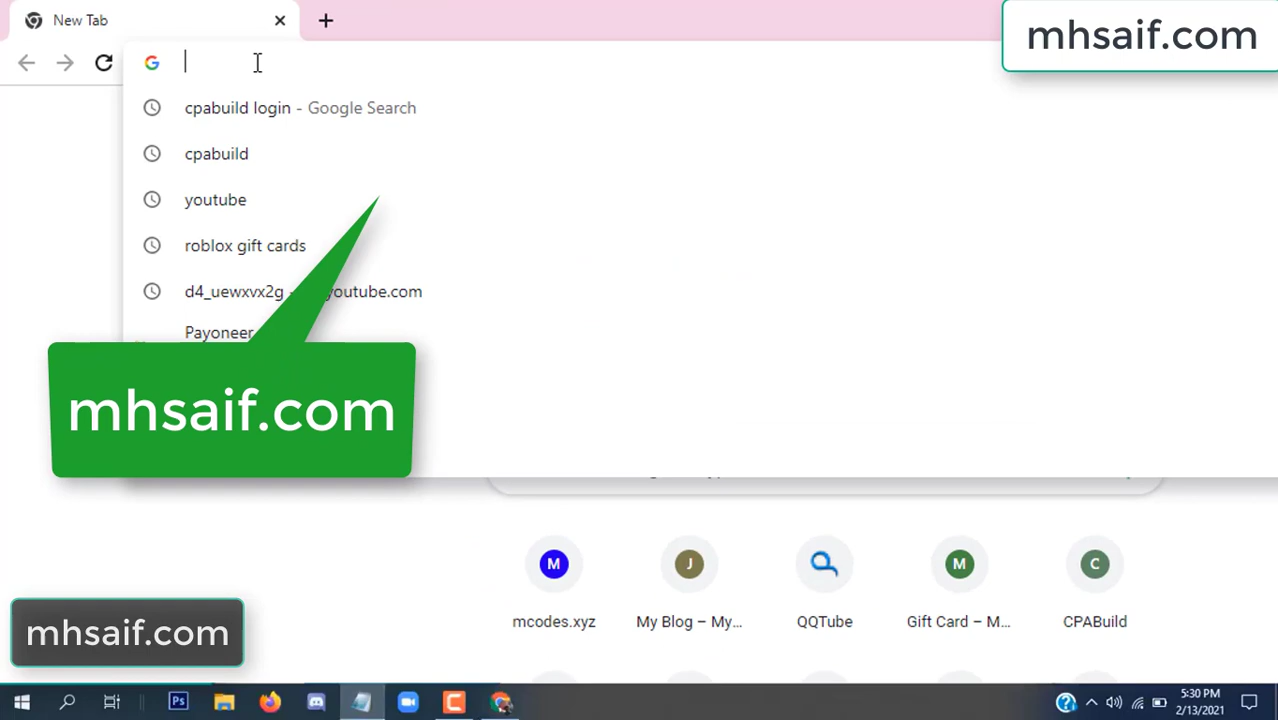 New Tab
mhsaif.com
cpabuild login - Google Search
cpabuild
youtube
roblox gift cards
d4_uewxvx2g - youtube.com
Payoneer
mhsaif.com
M
J
M
C
mcodes.xyz
My Blog – My...
QQTube
Gift Card – M...
CPABuild
mhsaif.com
Ps
5:30 PM
2/13/2021